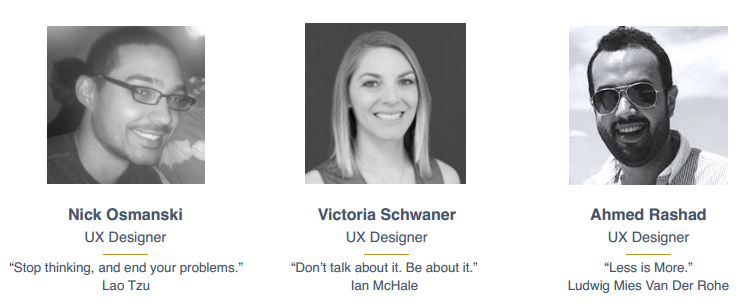 Nick Osmanski
UX Designer
“Stop thinking, and end your problems.”
Lao Tzu
Victoria Schwaner
UX Designer
“Don’t talk about it. Be about it.”
Ian McHale
Ahmed Rashad
UX Designer
“Less is More.”
Ludwig Mies Van Der Rohe